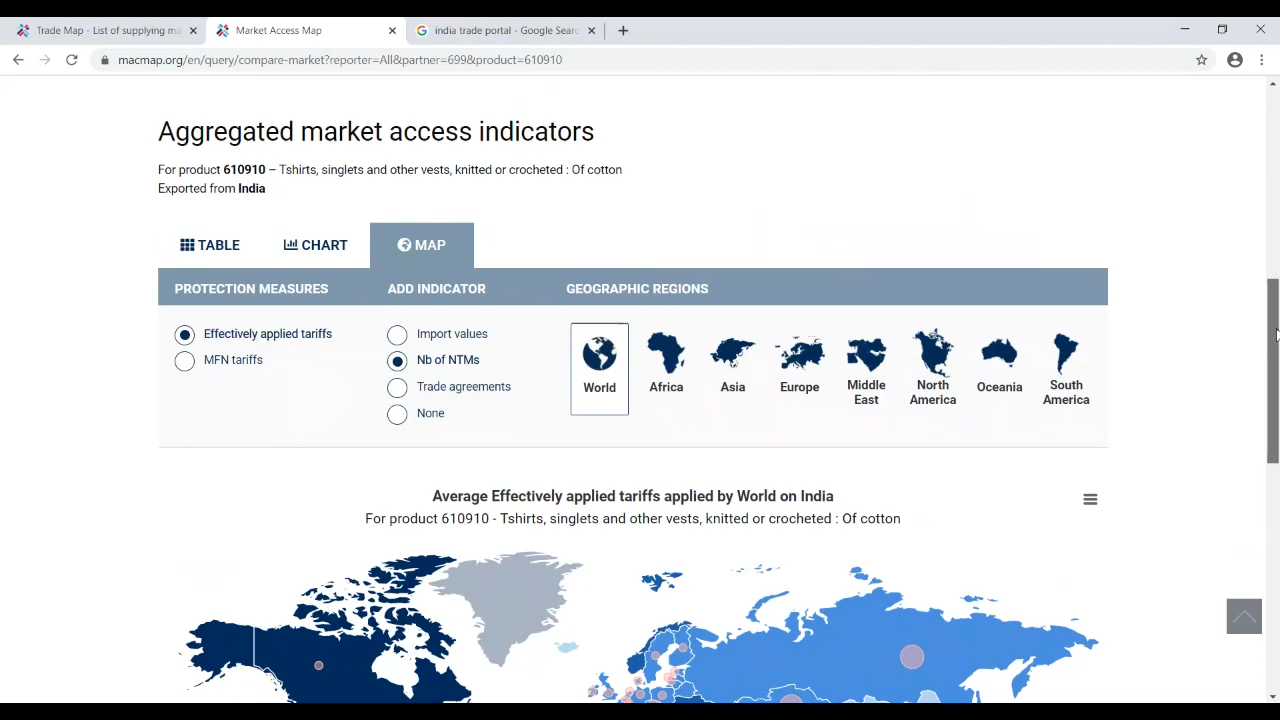 Trade Map - List of supplying ma
Market Access Map
india trade portal - Google Searc
macmap.org/en/query/compare-market?reporter=All&partner=699&product=610910
Aggregated market access indicators
For product 610910 – Tshirts, singlets and other vests, knitted or crocheted : Of cotton
Exported from India
TABLE
CHART
MAP
PROTECTION MEASURES
ADD INDICATOR
GEOGRAPHIC REGIONS
Effectively applied tariffs
MFN tariffs
Import values
Nb of NTMs
Trade agreements
None
World
Africa
Asia
Europe
Middle
East
North
America
Oceania
South
America
Average Effectively applied tariffs applied by World on India
For product 610910 - Tshirts, singlets and other vests, knitted or crocheted : Of cotton